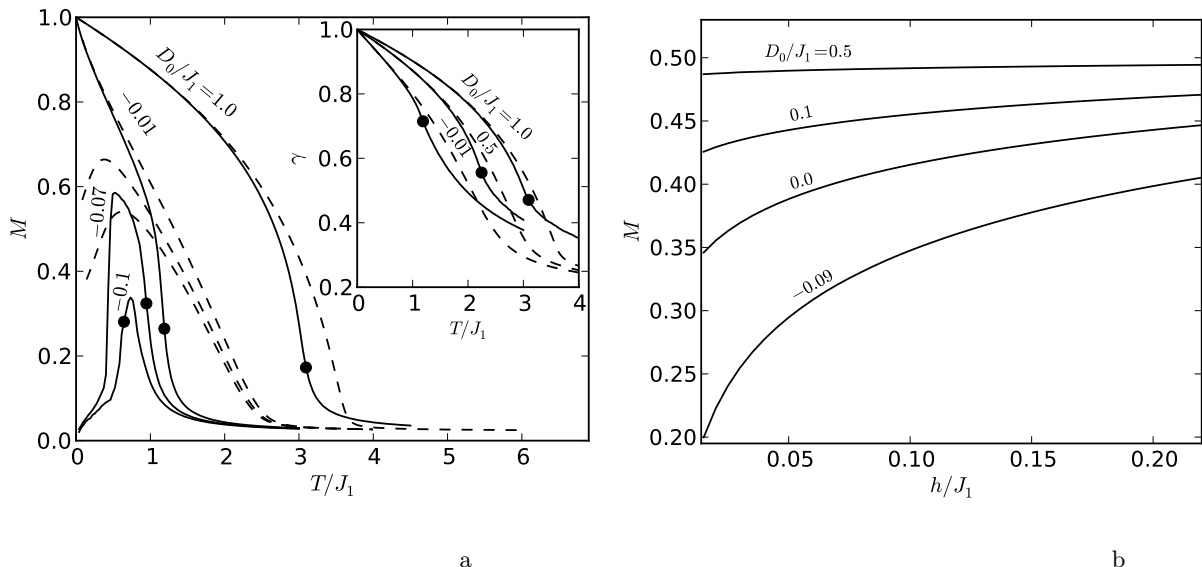 1.0
0.8
0.6
0.4
0.2
0.0
M
0 1 2 3 4 5 6
T/J₁
D₀/J₁=1.0
−0.01
−0.07
−0.1
1.0
0.8
0.6
0.4
0.2
γ
0 1 2 3 4
T/J₁
D₀/J₁=1.0
0.5
−0.01
a
0.50
0.45
0.40
0.35
0.30
0.25
0.20
M
D₀/J₁=0.5
0.1
0.0
−0.09
0.05 0.10 0.15 0.20
h/J₁
b